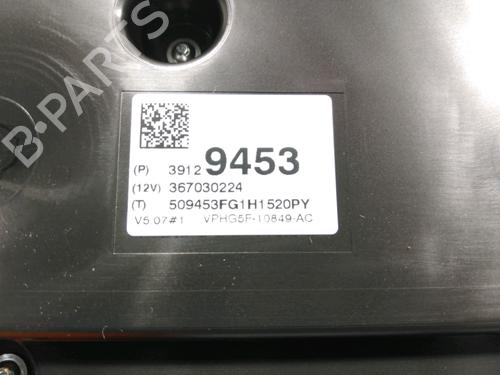 B-PARTS
(P) 3912 9453
(12V) 367030224
(T) 509453FG1H1520PY
V5.07#1 VPHG5F-10849-AC